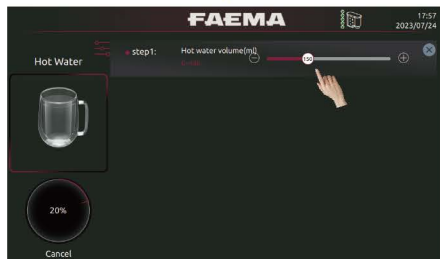 FAEMA
17:57
2023/07/24
Hot Water
step1:
Hot water volume(ml)
150
20%
Cancel